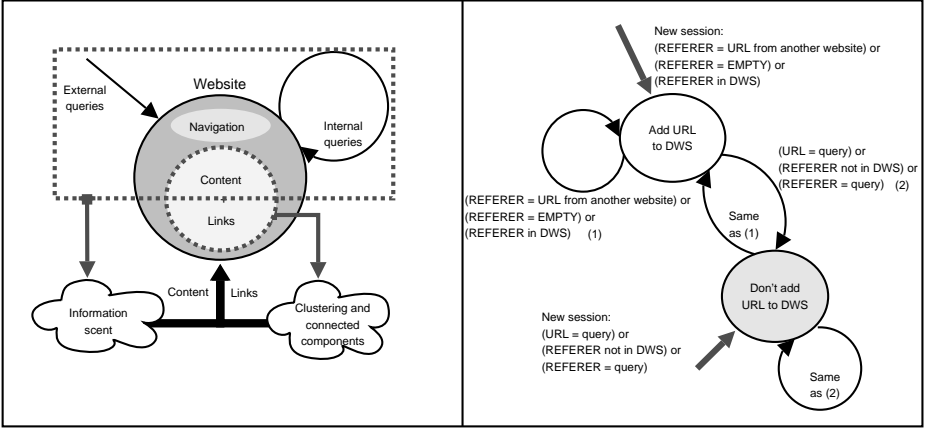 Website
External
queries
Navigation
Internal
queries
Content
+
Links
Content Links
Information
scent
Clustering and
connected
components
New session:
(REFERER = URL from another website) or
(REFERER = EMPTY) or
(REFERER in DWS)
Add URL
to DWS
(URL = query) or
(REFERER not in DWS) or
(REFERER = query) (2)
(REFERER = URL from another website) or
(REFERER = EMPTY) or
(REFERER in DWS) (1)
Same
as (1)
Don't add
URL to DWS
New session:
(URL = query) or
(REFERER not in DWS) or
(REFERER = query)
Same
as (2)